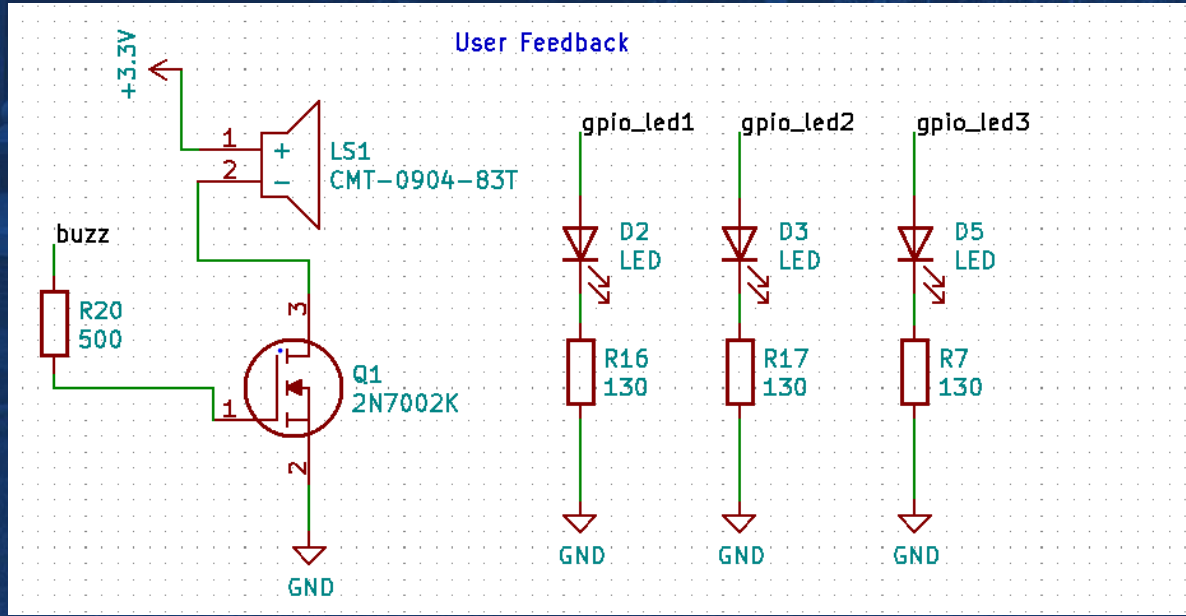 User Feedback
+3.3V
1
+
2
-
LS1
CMT-0904-83T
buzz
R20
500
3
Q1
2N7002K
1
2
GND
gpio_led1
D2
LED
R16
130
GND
gpio_led2
D3
LED
R17
130
GND
gpio_led3
D5
LED
R7
130
GND